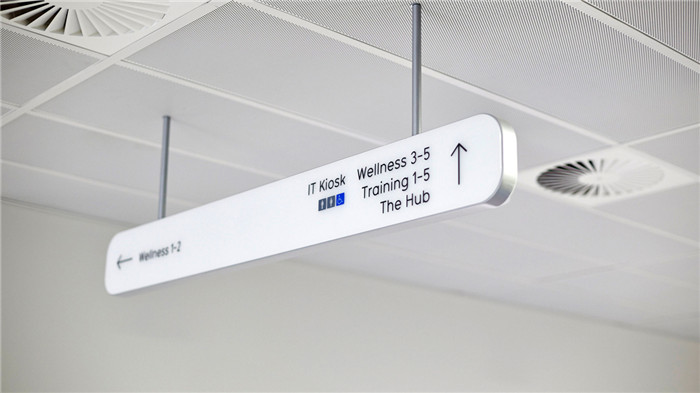 ← Wellness 1-2
IT Kiosk
Wellness 3-5 ↑
Training 1-5
The Hub